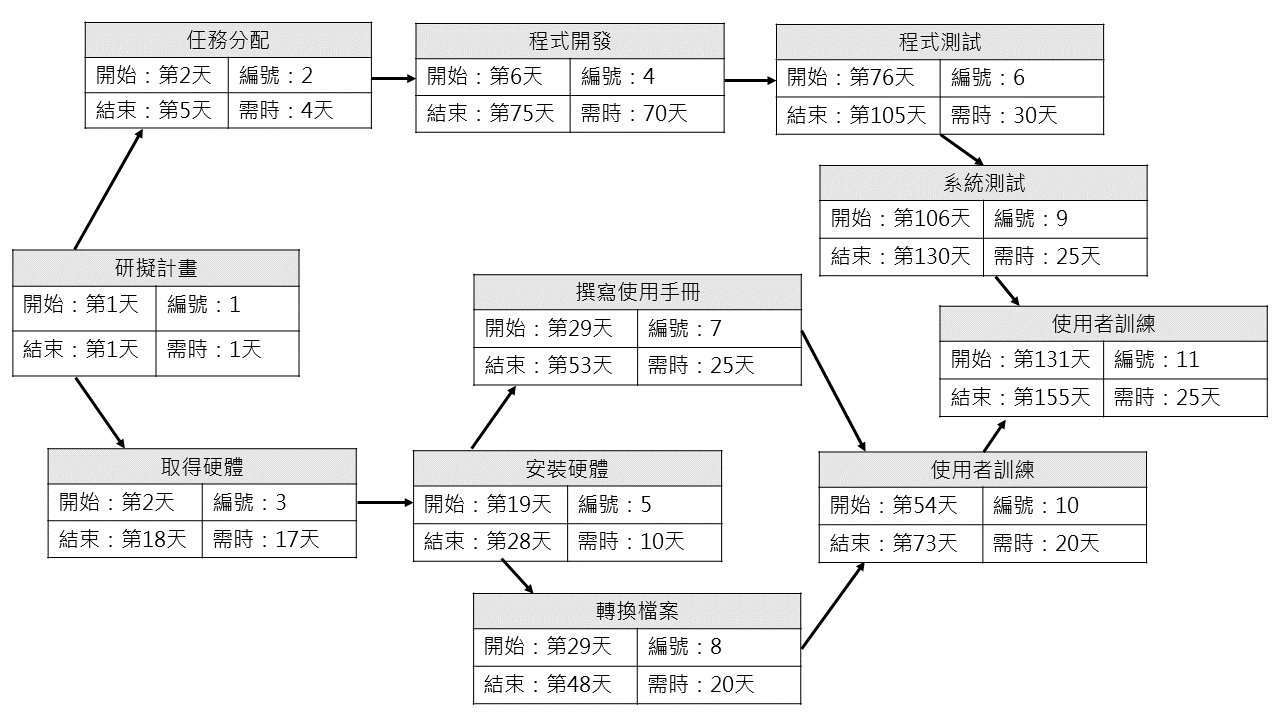 任務分配
開始：第2天 編號：2
結束：第5天 需時：4天
程式開發
開始：第6天 編號：4
結束：第75天 需時：70天
程式測試
開始：第76天 編號：6
結束：第105天 需時：30天
系統測試
開始：第106天 編號：9
結束：第130天 需時：25天
研擬計畫
開始：第1天 編號：1
結束：第1天 需時：1天
撰寫使用手冊
開始：第29天 編號：7
結束：第53天 需時：25天
使用者訓練
開始：第131天 編號：11
結束：第155天 需時：25天
取得硬體
開始：第2天 編號：3
結束：第18天 需時：17天
安裝硬體
開始：第19天 編號：5
結束：第28天 需時：10天
使用者訓練
開始：第54天 編號：10
結束：第73天 需時：20天
轉換檔案
開始：第29天 編號：8
結束：第48天 需時：20天